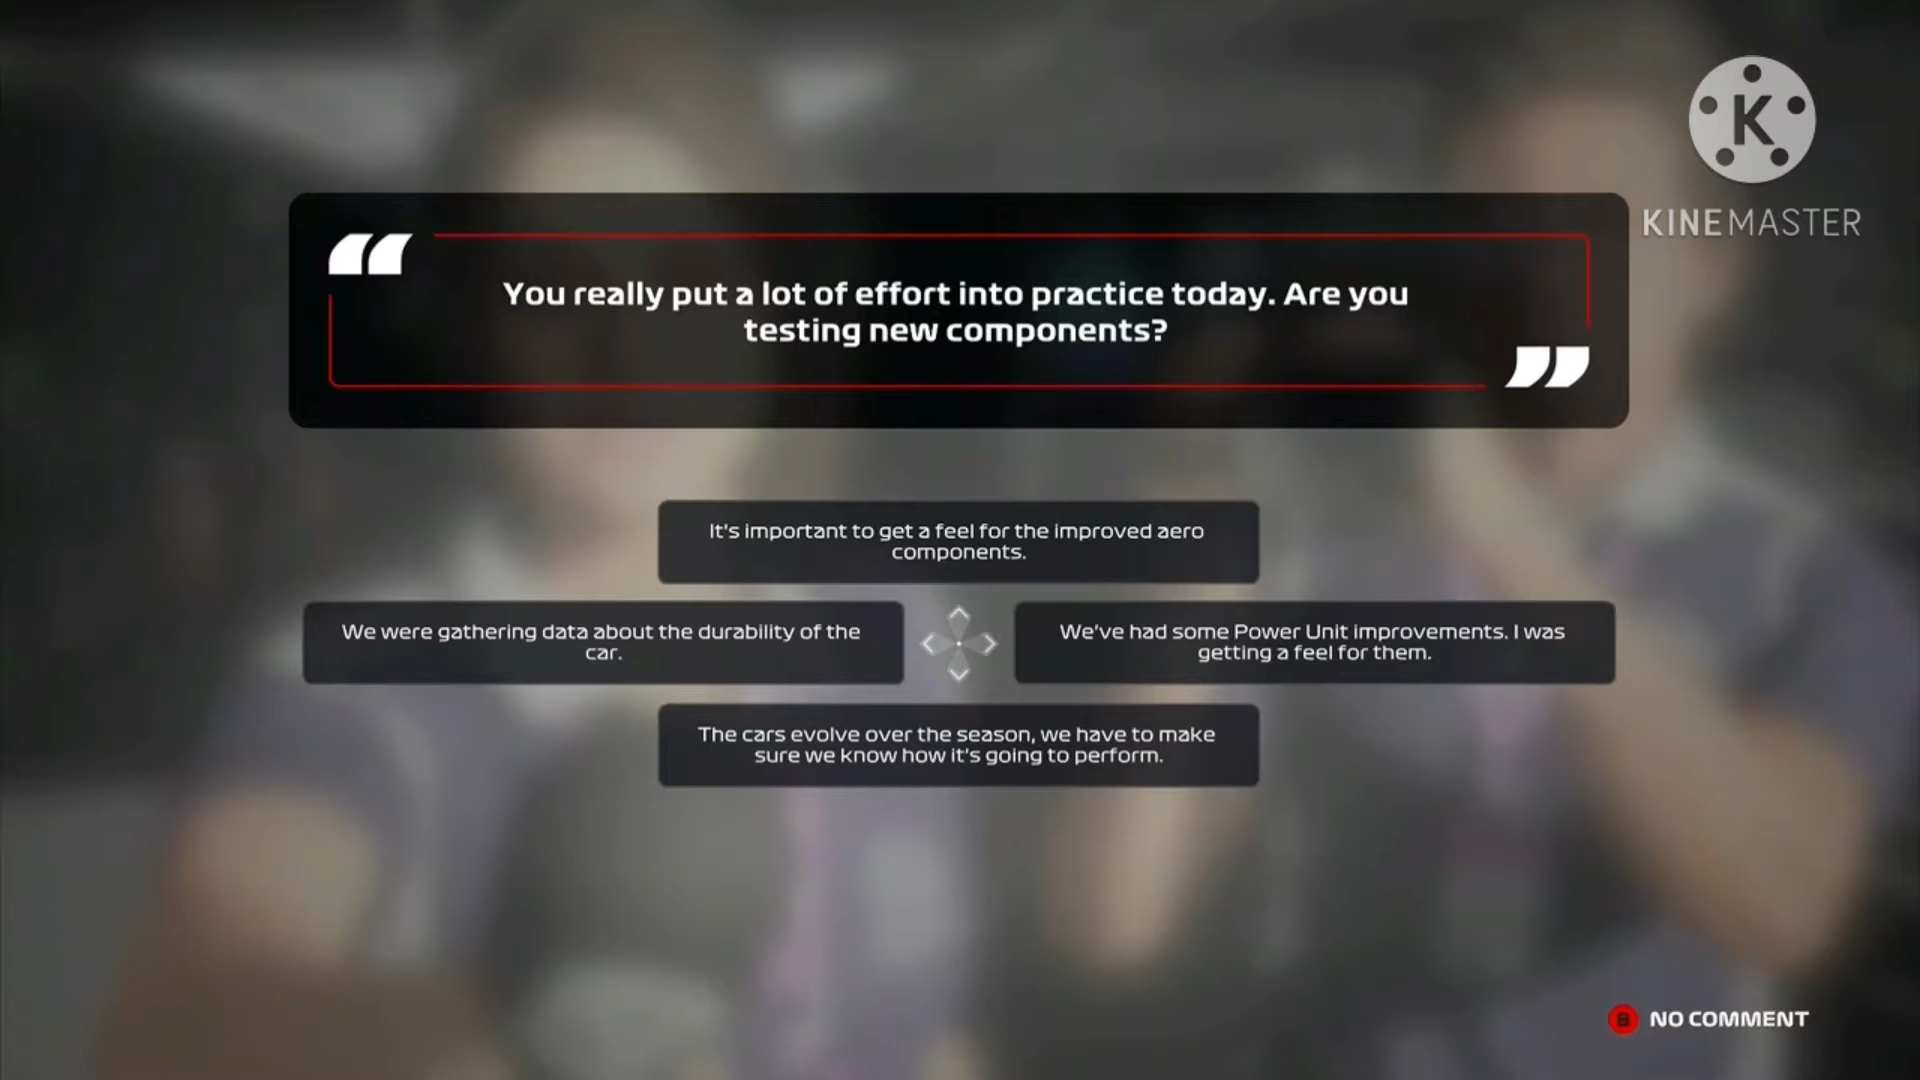 K
KINEMASTER
You really put a lot of effort into practice today. Are you
testing new components?
It's important to get a feel for the improved aero
components.
We were gathering data about the durability of the
car.
We've had some Power Unit improvements. I was
getting a feel for them.
The cars evolve over the season, we have to make
sure we know how it's going to perform.
B NO COMMENT